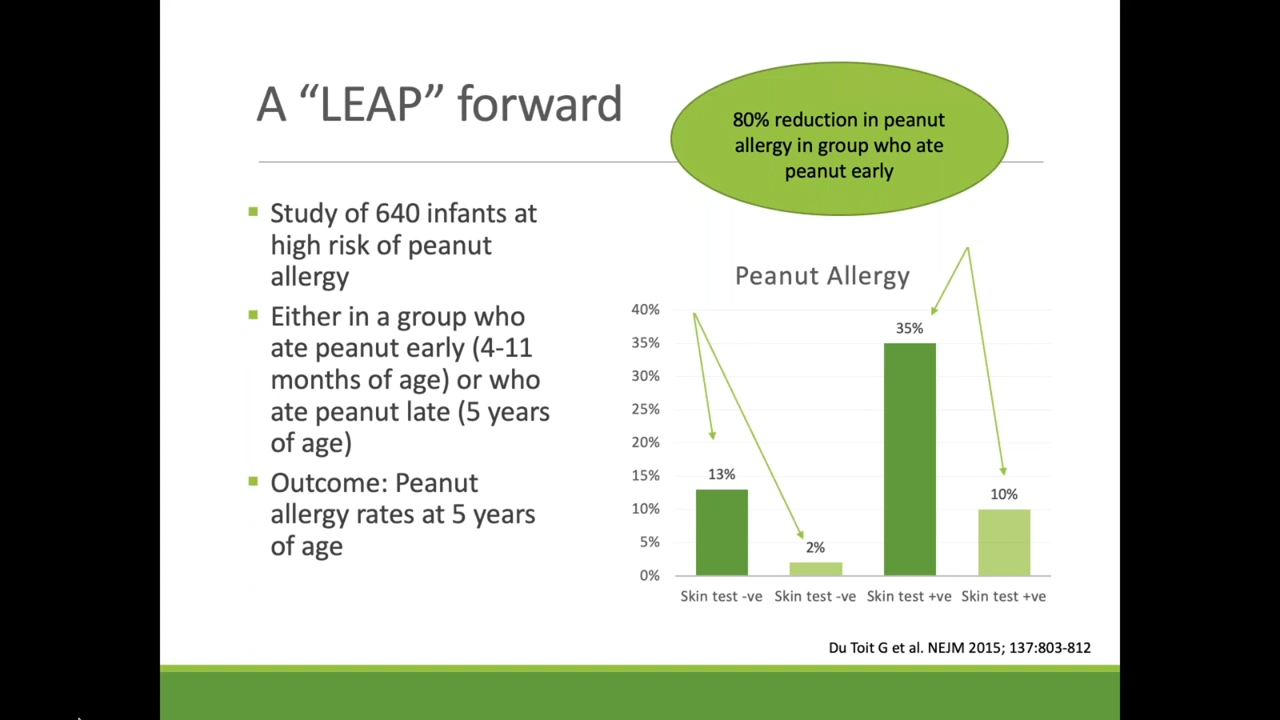 A “LEAP” forward
80% reduction in peanut
allergy in group who ate
peanut early
▪ Study of 640 infants at
high risk of peanut
allergy
▪ Either in a group who
ate peanut early (4-11
months of age) or who
ate peanut late (5 years
of age)
▪ Outcome: Peanut
allergy rates at 5 years
of age
Peanut Allergy
40%
35%
30%
25%
20%
15%
10%
5%
0%
13%
2%
35%
10%
Skin test -ve Skin test -ve Skin test +ve Skin test +ve
Du Toit G et al. NEJM 2015; 137:803-812